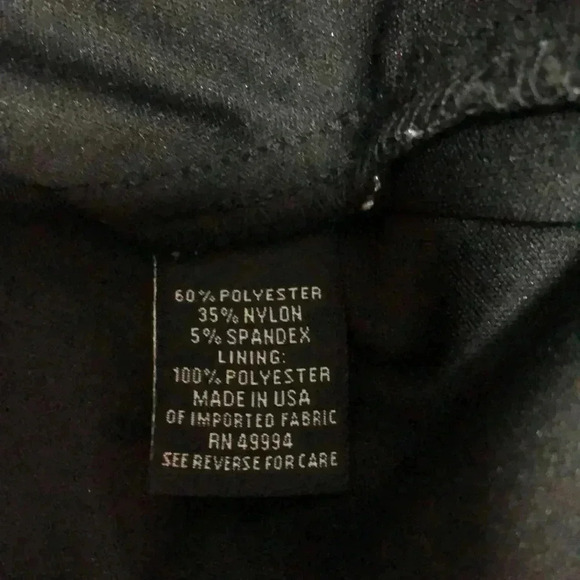 60% POLYESTER
35% NYLON
5% SPANDEX
LINING:
100% POLYESTER
MADE IN USA
OF IMPORTED FABRIC
RN 49994
SEE REVERSE FOR CARE